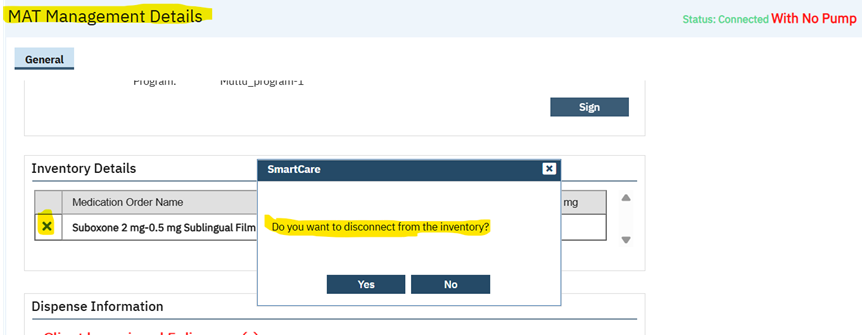 MAT Management Details
Status: Connected With No Pump
General
Program: Muttu_program-1
Sign
Inventory Details
SmartCare
Medication Order Name
mg
Suboxone 2 mg-0.5 mg Sublingual Film
Do you want to disconnect from the inventory?
Yes No
Dispense Information